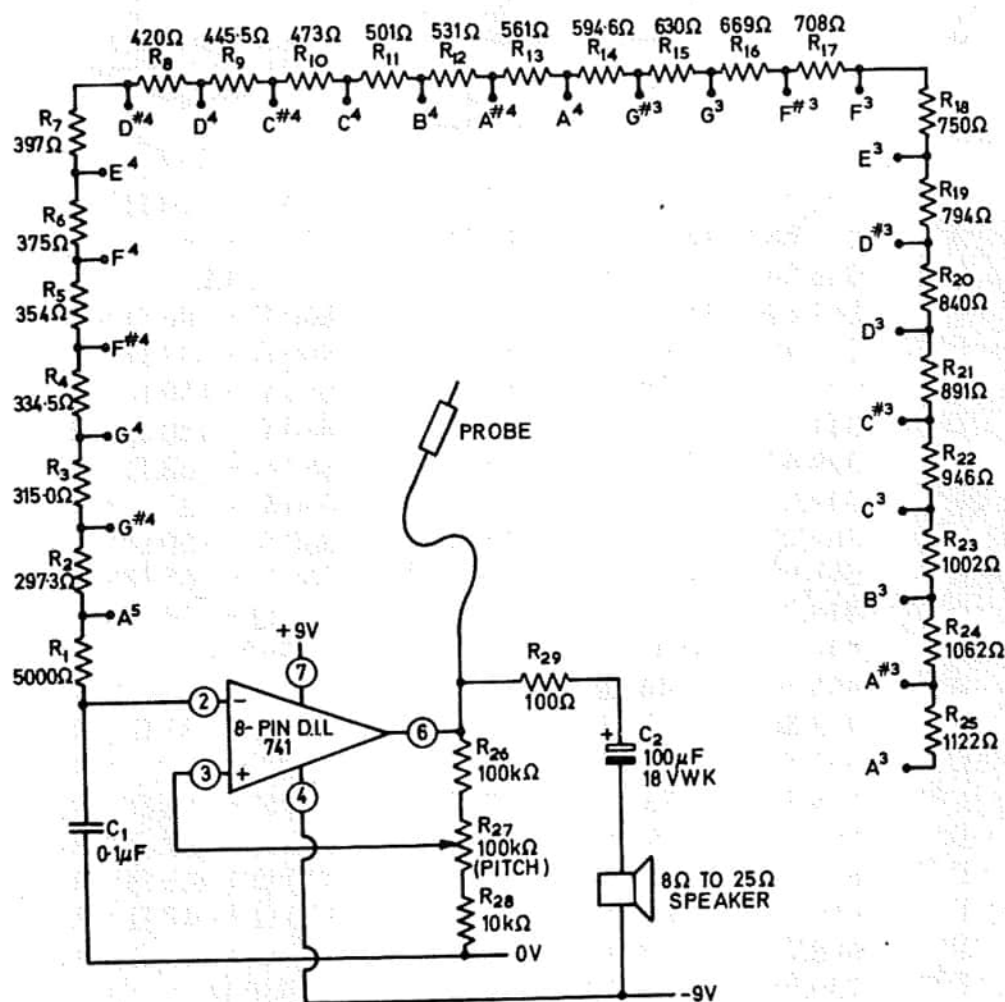 420Ω 445·5Ω 473Ω 501Ω 531Ω 561Ω 594·6Ω 630Ω 669Ω 708Ω
R8 R9 R10 R11 R12 R13 R14 R15 R16 R17
D#4 D4 C#4 C4 B4 A#4 A4 G#3 G3 F#3 F3
R7
397Ω
E4
R6
375Ω
F4
R5
354Ω
F#4
R4
334·5Ω
G4
R3
315·0Ω
G#4
R2
297·3Ω
A5
R1
5000Ω
R18
750Ω
E3
R19
794Ω
D#3
R20
840Ω
D3
R21
891Ω
C#3
R22
946Ω
C3
R23
1002Ω
B3
R24
1062Ω
A#3
R25
1122Ω
A3
PROBE
+9V
7
2
−
8-PIN D.I.L
741
6
3
+
4
R29
100Ω
R26
100kΩ
R27
100kΩ
(PITCH)
R28
10kΩ
0V
+
C2
100µF
18 VWK
8Ω TO 25Ω
SPEAKER
C1
0·1µF
-9V